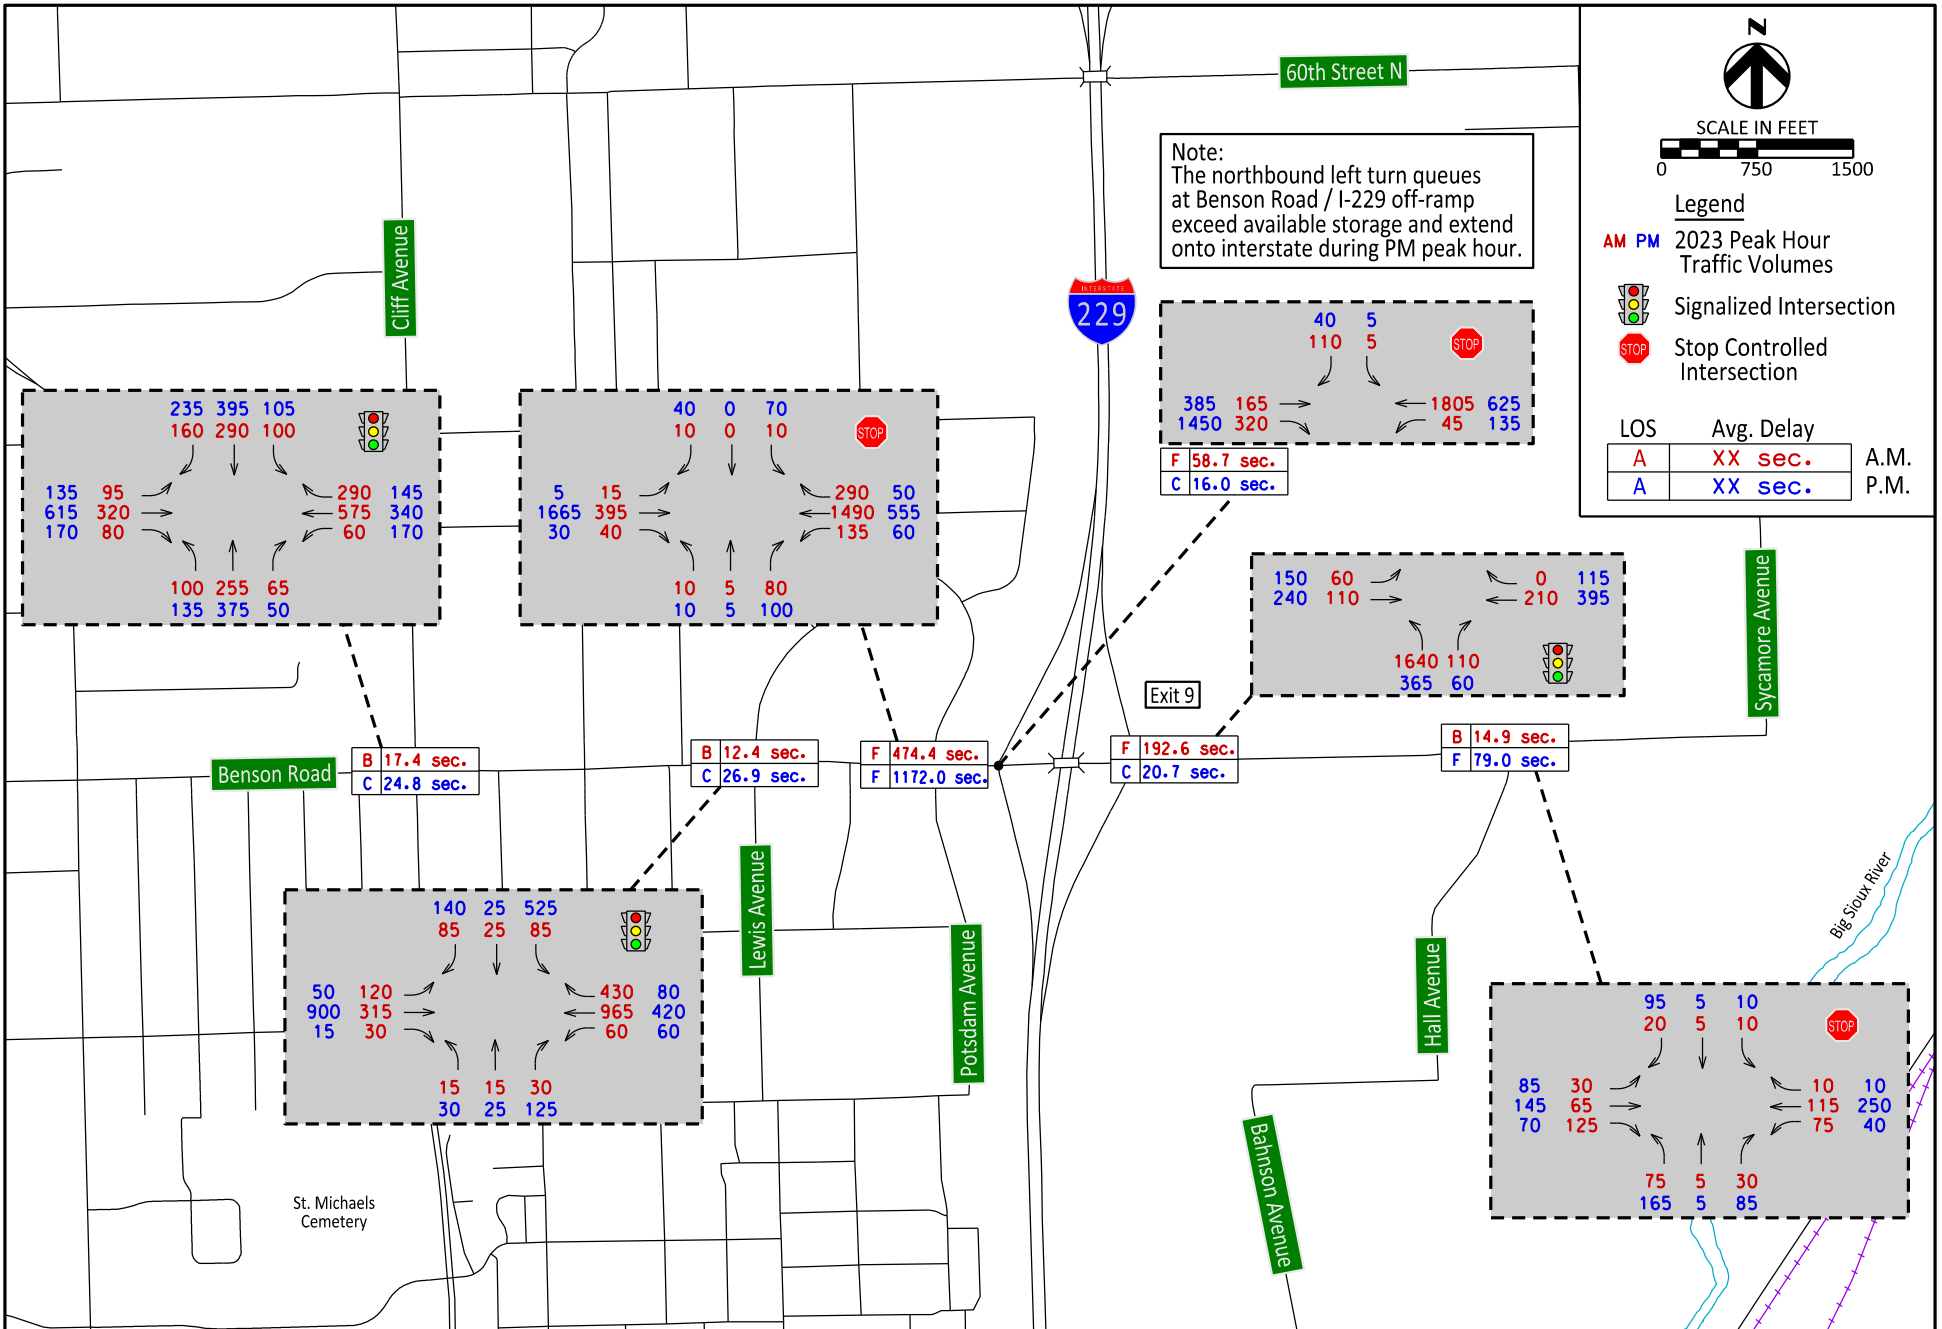 60th Street N
N
SCALE IN FEET
0 750 1500
Legend
AM PM 2023 Peak Hour
Traffic Volumes
Signalized Intersection
STOP Stop Controlled
Intersection
LOS Avg. Delay
A XX sec. A.M.
A XX sec. P.M.
Note:
The northbound left turn queues
at Benson Road / I-229 off-ramp
exceed available storage and extend
onto interstate during PM peak hour.
Cliff Avenue
INTERSTATE
229
40 5
110 5
STOP
385 165 1805 625
1450 320 45 135
F 58.7 sec.
C 16.0 sec.
235 395 105
160 290 100
135 95 290 145
615 320 575 340
170 80 60 170
100 255 65
135 375 50
40 0 70
10 0 10
STOP
5 15 290 50
1665 395 1490 555
30 40 135 60
10 5 80
10 5 100
150 60 0 115
240 110 210 395
1640 110
365 60
Sycamore Avenue
Exit 9
Benson Road
B 17.4 sec.
C 24.8 sec.
B 12.4 sec.
C 26.9 sec.
F 474.4 sec.
F 1172.0 sec.
F 192.6 sec.
C 20.7 sec.
B 14.9 sec.
F 79.0 sec.
Lewis Avenue
Potsdam Avenue
Hall Avenue
Big Sioux River
140 25 525
85 25 85
50 120 430 80
900 315 965 420
15 30 60 60
15 15 30
30 25 125
95 5 10
20 5 10
STOP
85 30 10 10
145 65 115 250
70 125 75 40
75 5 30
165 5 85
Bahnson Avenue
St. Michaels
Cemetery